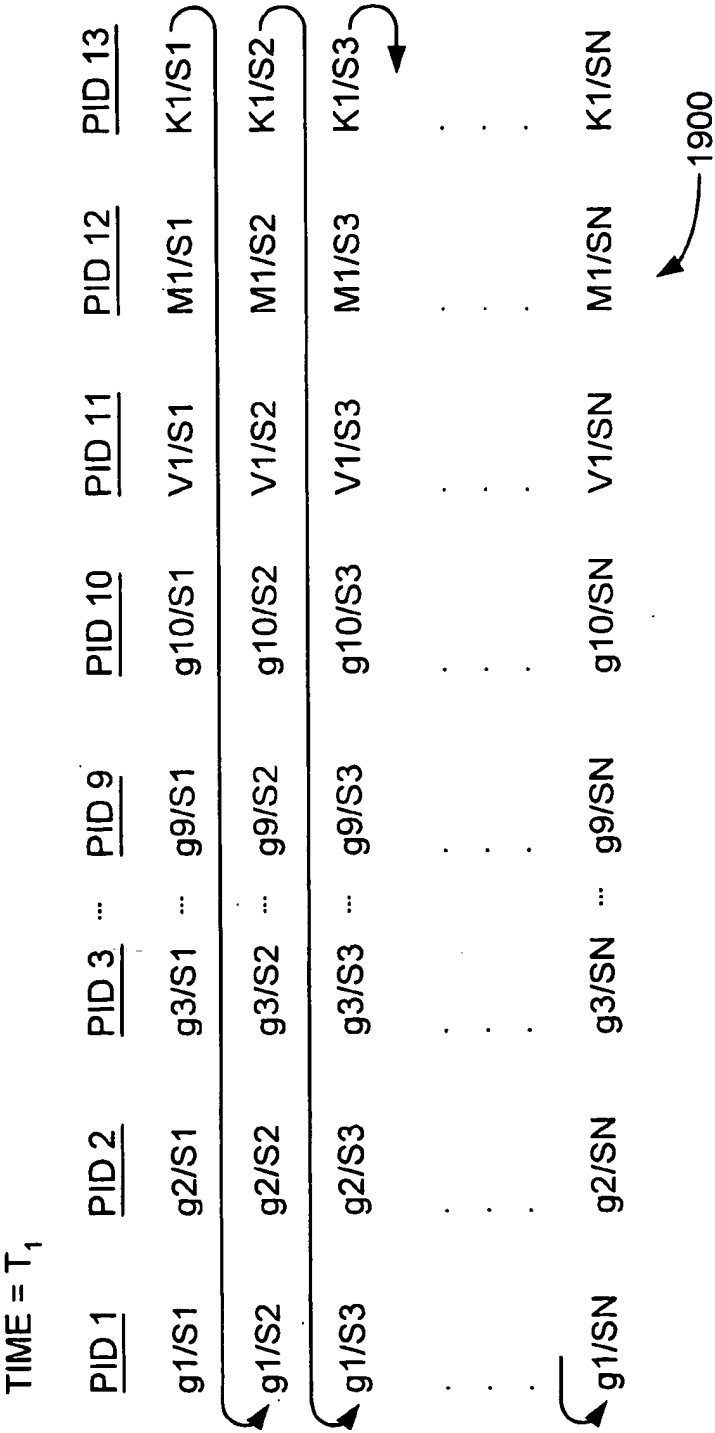 TIME = T₁
PID 1 PID 2 PID 3 ... PID 9 PID 10 PID 11 PID 12 PID 13
g1/S1 g2/S1 g3/S1 ... g9/S1 g10/S1 V1/S1 M1/S1 K1/S1
g1/S2 g2/S2 g3/S2 ... g9/S2 g10/S2 V1/S2 M1/S2 K1/S2
g1/S3 g2/S3 g3/S3 ... g9/S3 g10/S3 V1/S3 M1/S3 K1/S3
. . . . . . . .
. . . . . . . .
. . . . . . . .
g1/SN g2/SN g3/SN ... g9/SN g10/SN V1/SN M1/SN K1/SN
1900